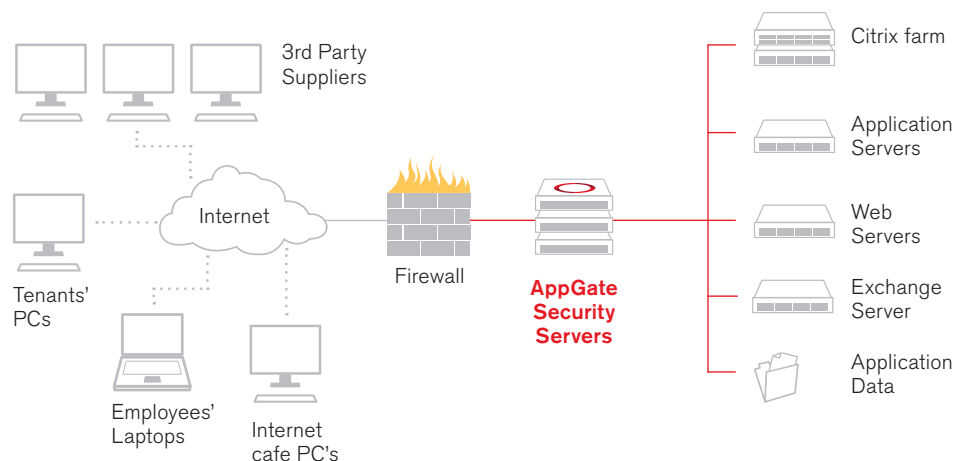 3rd Party
Suppliers
Citrix farm
Application
Servers
Internet
Web
Servers
Firewall
Tenants’
PCs
AppGate
Security
Servers
Exchange
Server
Application
Data
Employees’
Laptops
Internet
cafe PC’s